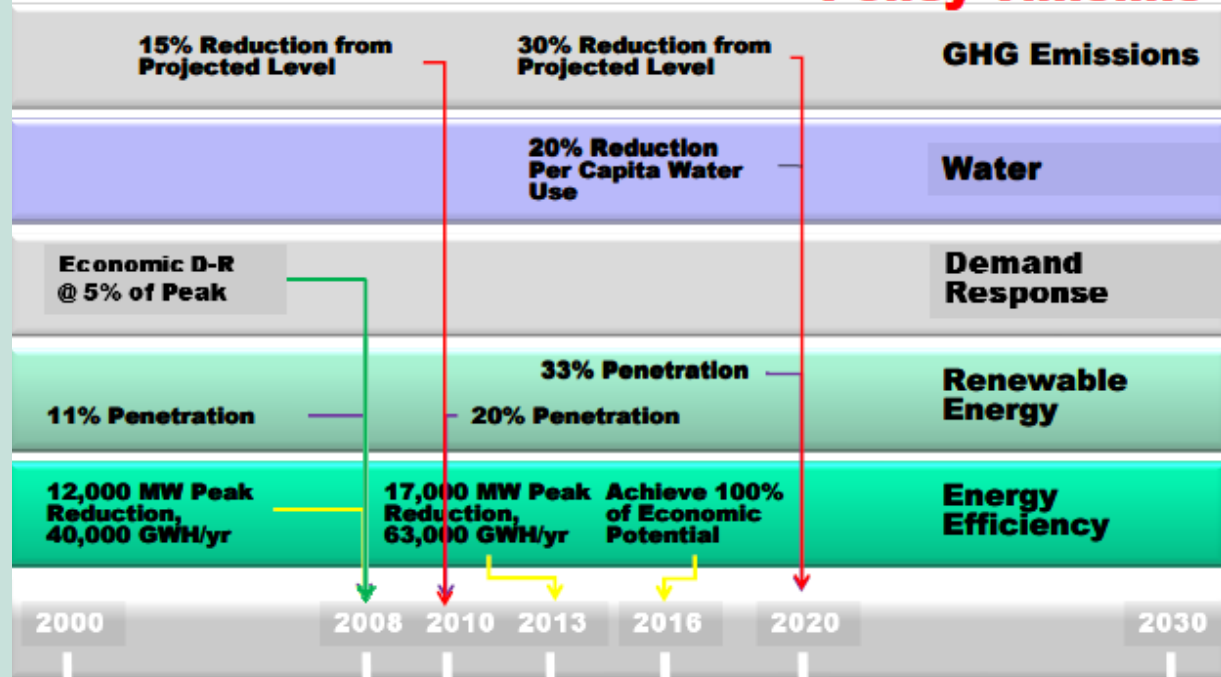 15% Reduction from
Projected Level
30% Reduction from
Projected Level
GHG Emissions
20% Reduction
Per Capita Water
Use
Water
Economic D-R
@ 5% of Peak
Demand
Response
33% Penetration
11% Penetration
20% Penetration
Renewable
Energy
12,000 MW Peak
Reduction,
40,000 GWH/yr
17,000 MW Peak
Reduction,
63,000 GWH/yr
Achieve 100%
of Economic
Potential
Energy
Efficiency
2000 2008 2010 2013 2016 2020 2030